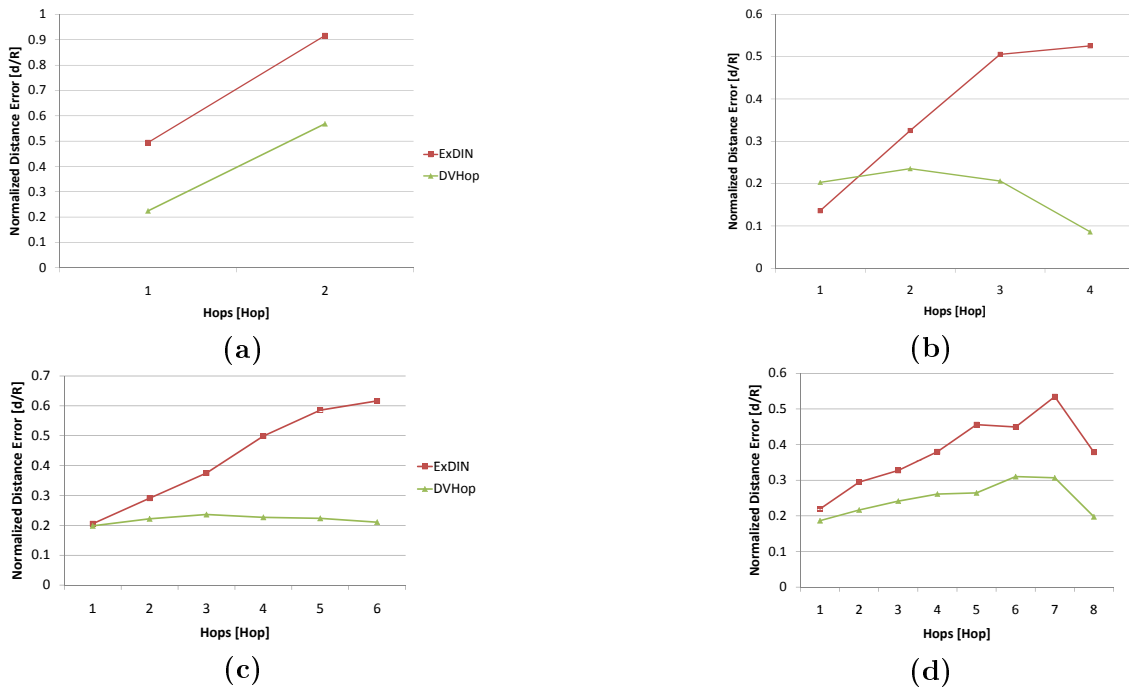 Normalized Distance Error [d/R]
1
0.9
0.8
0.7
0.6
0.5
0.4
0.3
0.2
0.1
0
1 2
Hops [Hop]
ExDIN
DVHop
(a)
Normalized Distance Error [d/R]
0.6
0.5
0.4
0.3
0.2
0.1
0
1 2 3 4
Hops [Hop]
(b)
Normalized Distance Error [d/R]
0.7
0.6
0.5
0.4
0.3
0.2
0.1
0
1 2 3 4 5 6
Hops [Hop]
ExDIN
DVHop
(c)
Normalized Distance Error [d/R]
0.6
0.5
0.4
0.3
0.2
0.1
0
1 2 3 4 5 6 7 8
Hops [Hop]
(d)